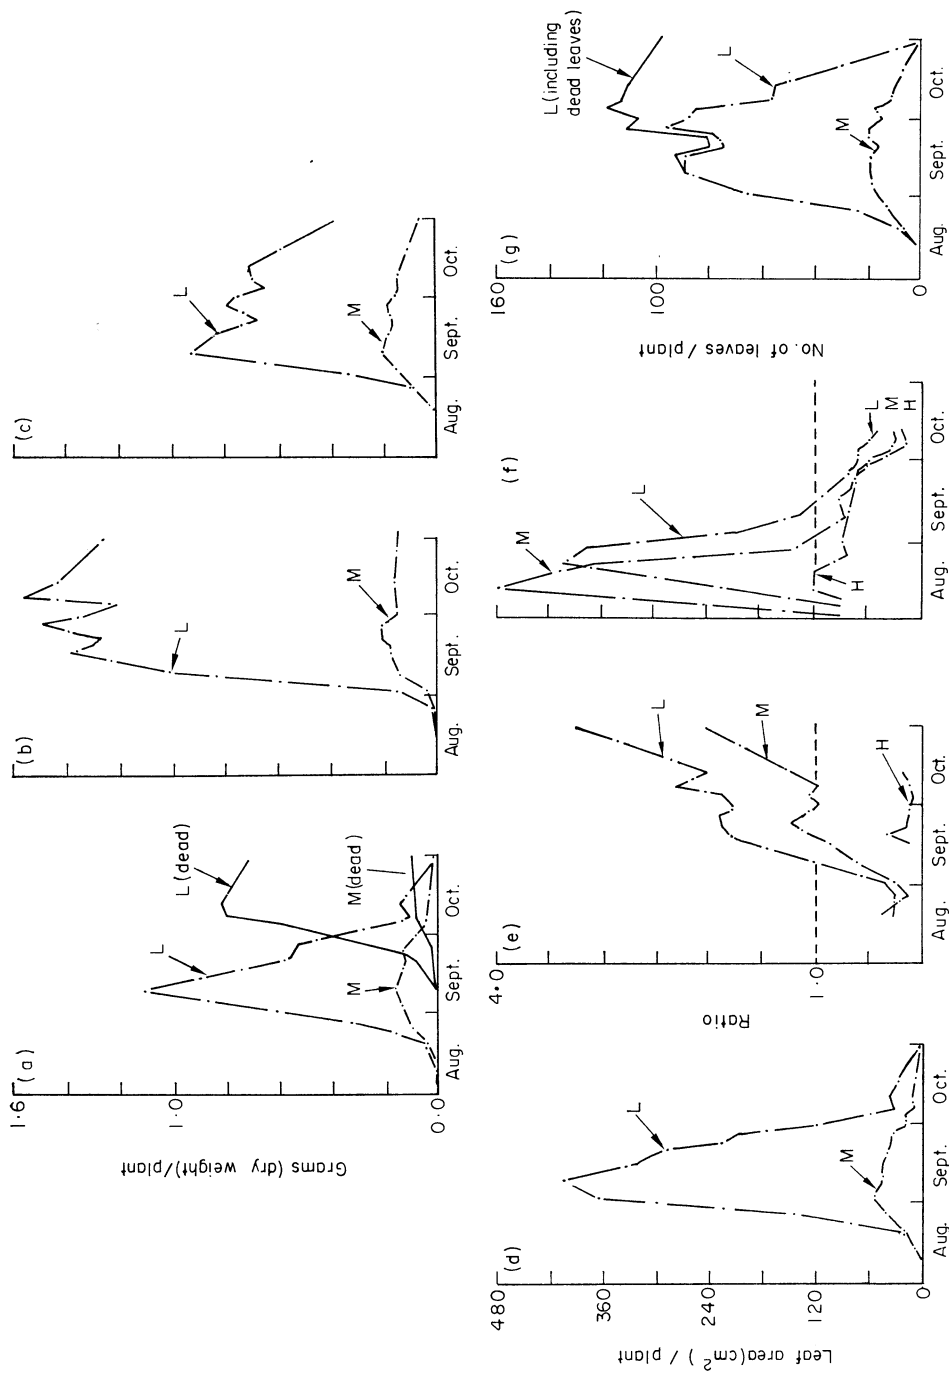 (a)
1·6
1·0
0·0
Grams (dry weight)/plant
L
M
L (dead)
M (dead)
Aug. Sept. Oct.
(b)
L
M
Aug. Sept. Oct.
(c)
L
M
Aug. Sept. Oct.
(d)
480
360
240
120
0
Leaf area (cm²) / plant
L
M
Aug. Sept. Oct.
(e)
4·0
1·0
Ratio
L
M
H
Aug. Sept. Oct.
(f)
M
L
H
L
M
H
Aug. Sept. Oct.
(g)
160
100
0
No. of leaves / plant
L (including
dead leaves)
L
M
Aug. Sept. Oct.